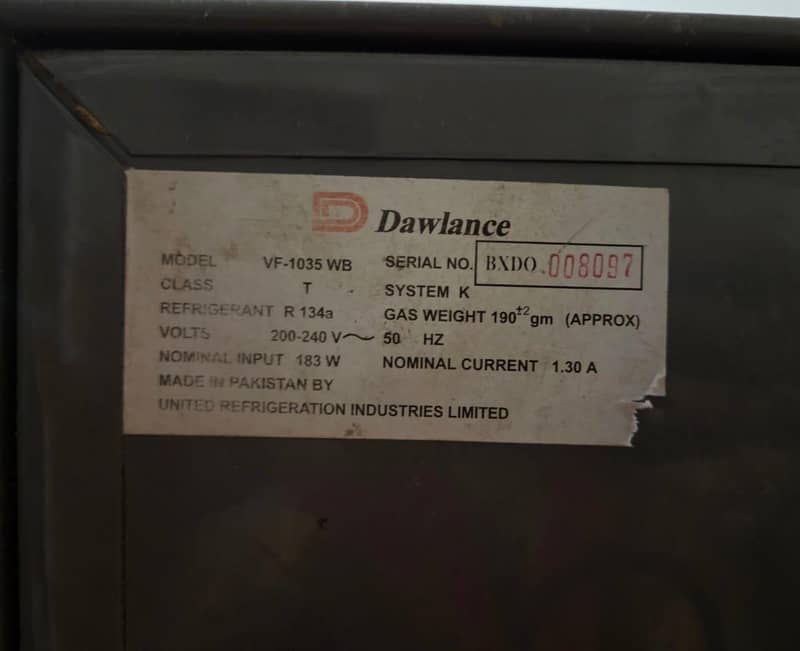 D Dawlance
MODEL VF-1035 WB SERIAL NO. BXDO.008097
CLASS T SYSTEM K
REFRIGERANT R 134a GAS WEIGHT 190±2gm (APPROX)
VOLTS 200-240 V~ 50 HZ
NOMINAL INPUT 183 W NOMINAL CURRENT 1.30 A
MADE IN PAKISTAN BY
UNITED REFRIGERATION INDUSTRIES LIMITED